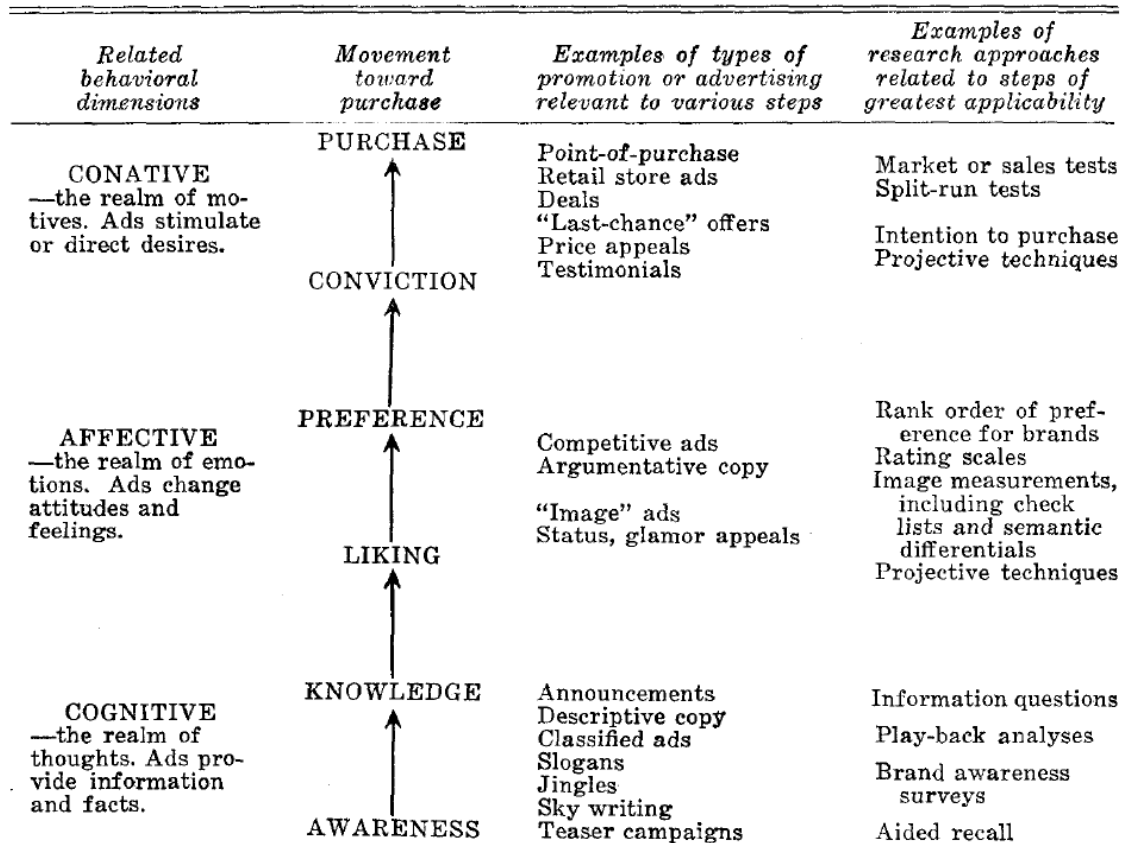 Related
behavioral
dimensions
Movement
toward
purchase
Examples of types of
promotion or advertising
relevant to various steps
Examples of
research approaches
related to steps of
greatest applicability
CONATIVE
—the realm of mo-
tives. Ads stimulate
or direct desires.
PURCHASE
CONVICTION
Point-of-purchase
Retail store ads
Deals
“Last-chance” offers
Price appeals
Testimonials
Market or sales tests
Split-run tests
Intention to purchase
Projective techniques
AFFECTIVE
—the realm of emo-
tions. Ads change
attitudes and
feelings.
PREFERENCE
LIKING
Competitive ads
Argumentative copy
“Image” ads
Status, glamor appeals
Rank order of pref-
erence for brands
Rating scales
Image measurements,
including check
lists and semantic
differentials
Projective techniques
COGNITIVE
—the realm of
thoughts. Ads pro-
vide information
and facts.
KNOWLEDGE
AWARENESS
Announcements
Descriptive copy
Classified ads
Slogans
Jingles
Sky writing
Teaser campaigns
Information questions
Play-back analyses
Brand awareness
surveys
Aided recall